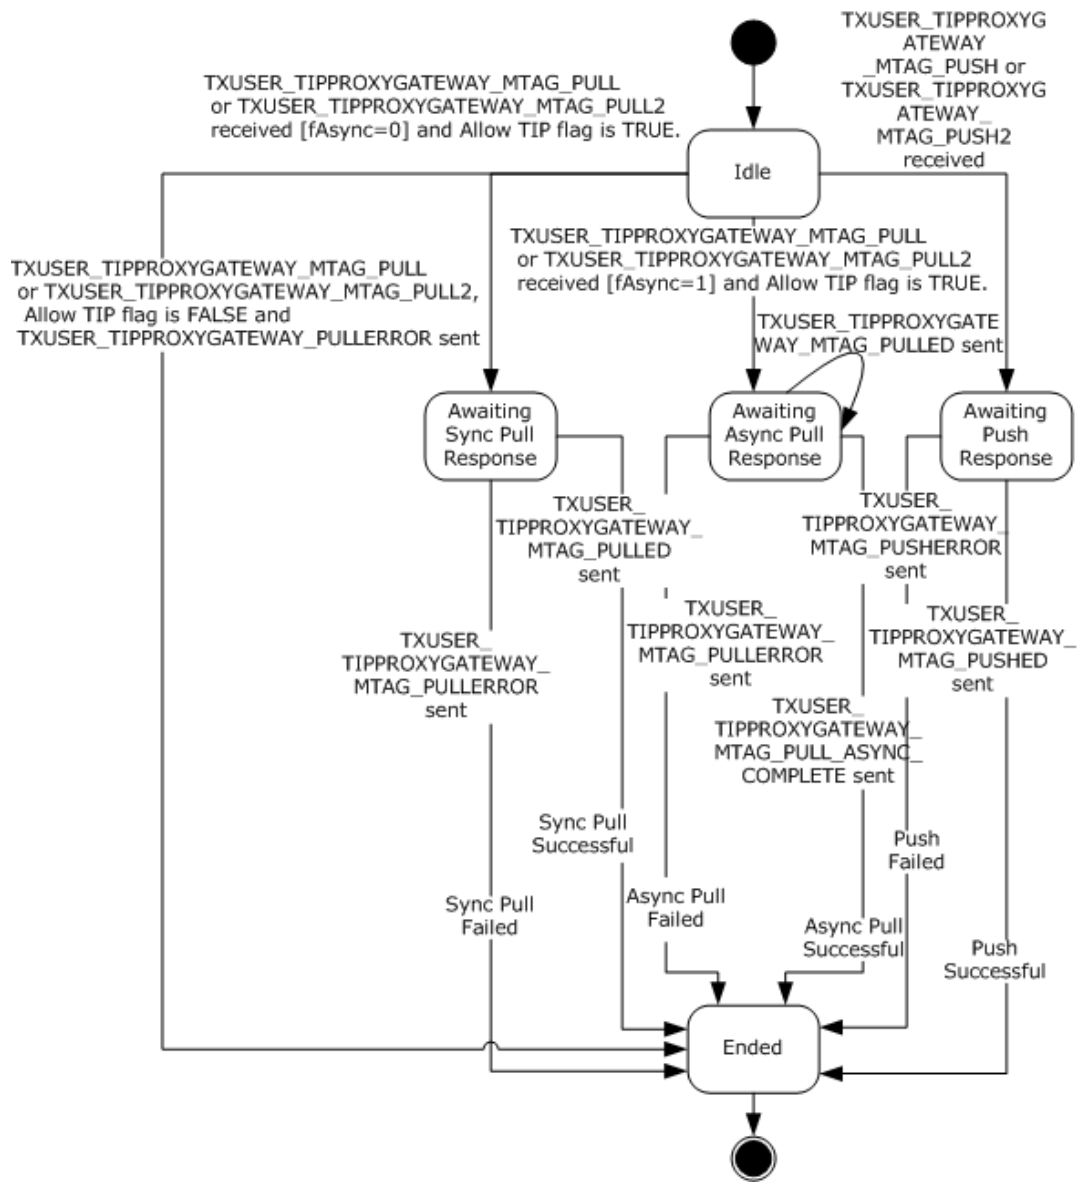 TXUSER_TIPPROXYG
ATEWAY
_MTAG_PUSH or
TXUSER_TIPPROXYG
ATEWAY_
MTAG_PUSH2
received
TXUSER_TIPPROXYGATEWAY_MTAG_PULL
or TXUSER_TIPPROXYGATEWAY_MTAG_PULL2
received [fAsync=0] and Allow TIP flag is TRUE.
Idle
TXUSER_TIPPROXYGATEWAY_MTAG_PULL
or TXUSER_TIPPROXYGATEWAY_MTAG_PULL2
received [fAsync=1] and Allow TIP flag is TRUE.
TXUSER_TIPPROXYGATEWAY_MTAG_PULL
or TXUSER_TIPPROXYGATEWAY_MTAG_PULL2,
Allow TIP flag is FALSE and
TXUSER_TIPPROXYGATEWAY_PULLERROR sent
TXUSER_TIPPROXYGATE
WAY_MTAG_PULLED sent
Awaiting
Sync Pull
Response
Awaiting
Async Pull
Response
Awaiting
Push
Response
TXUSER_
TIPPROXYGATEWAY_
MTAG_PULLED
sent
TXUSER_
TIPPROXYGATEWAY_
MTAG_PUSHERROR
sent
TXUSER_
TIPPROXYGATEWAY_
MTAG_PULLERROR
sent
TXUSER_
TIPPROXYGATEWAY_
MTAG_PULLERROR
sent
TXUSER_
TIPPROXYGATEWAY_
MTAG_PUSHED
sent
TXUSER_
TIPPROXYGATEWAY_
MTAG_PULL_ASYNC_
COMPLETE sent
Sync Pull
Successful
Push
Failed
Sync Pull
Failed
Async Pull
Failed
Async Pull
Successful
Push
Successful
Ended